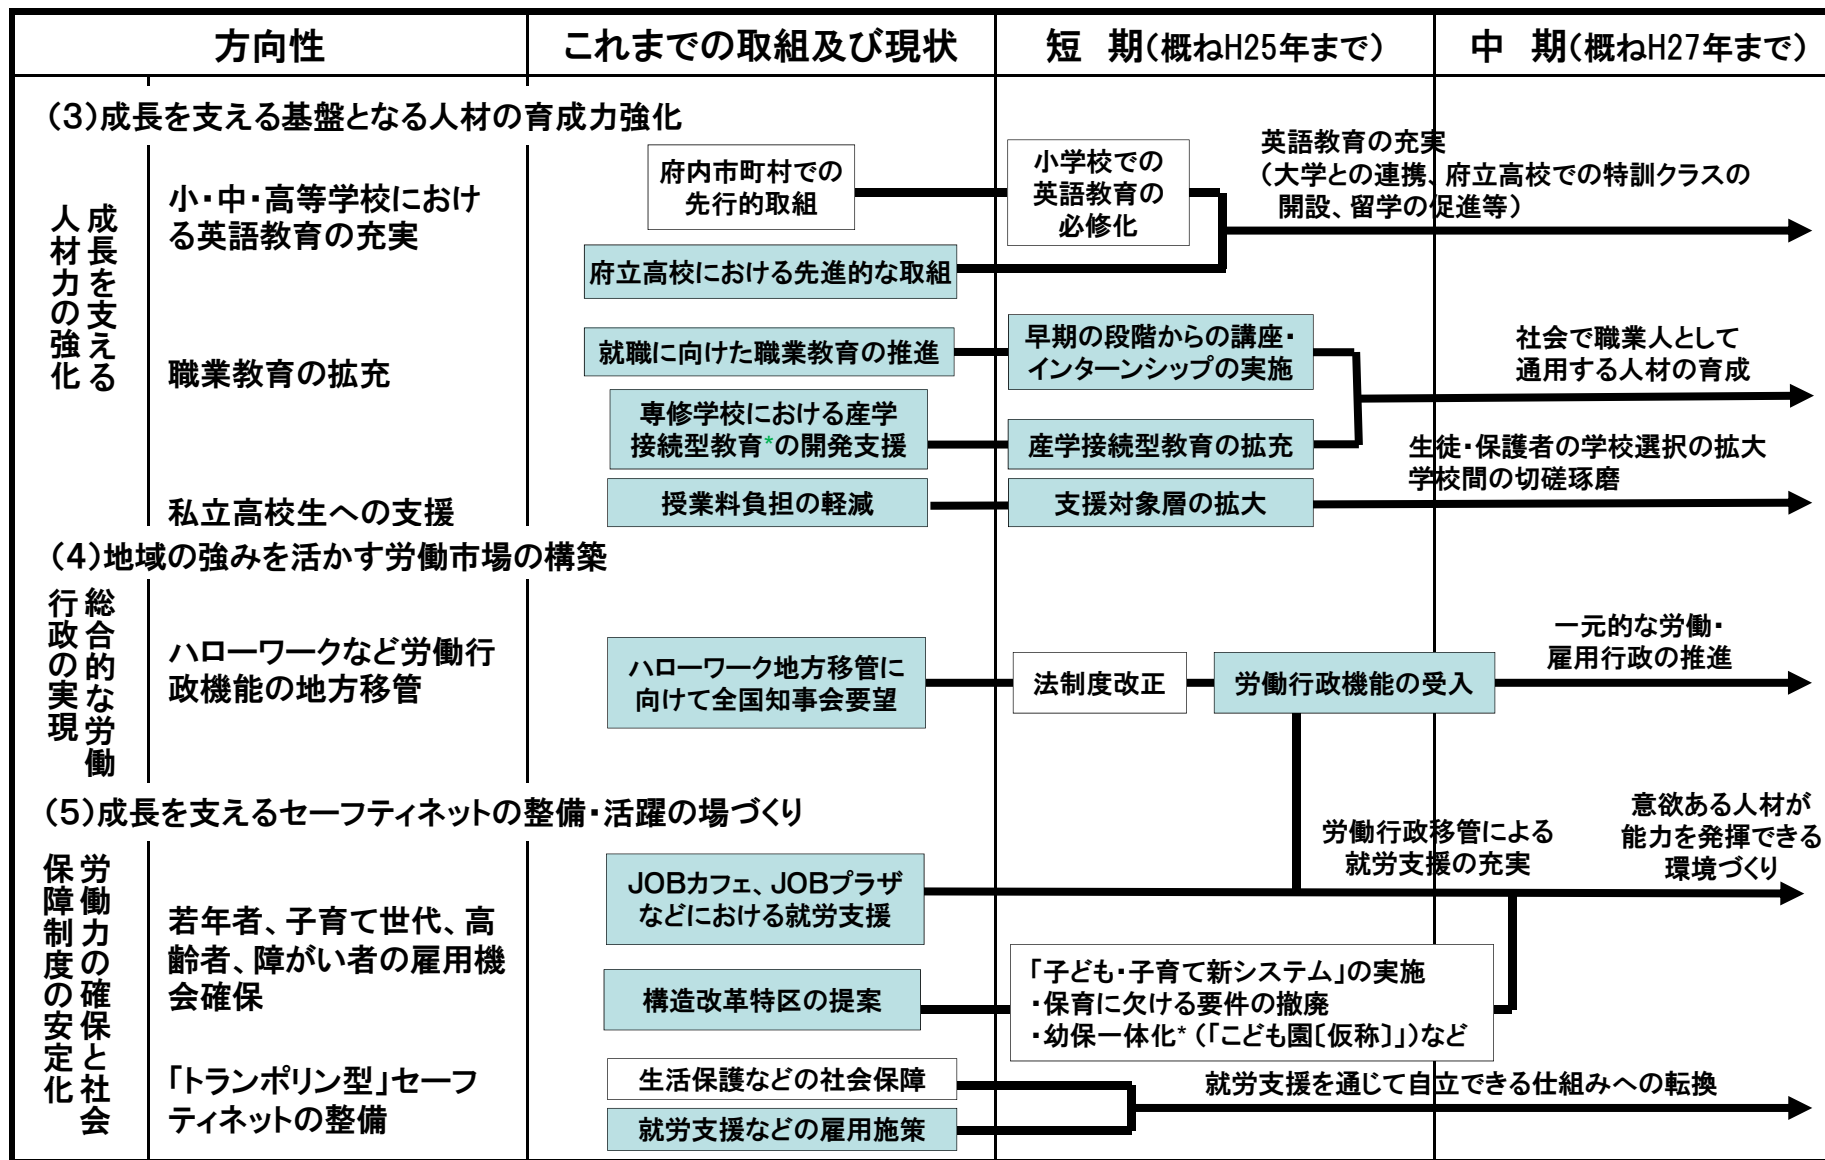 方向性
これまでの取組及び現状
短　期(概ねH25年まで)
中　期(概ねH27年まで)
(3)成長を支える基盤となる人材の育成力強化
成長を支える
人材力の強化
小・中・高等学校におけ
る英語教育の充実
府内市町村での
先行的取組
小学校での
英語教育の
必修化
英語教育の充実
(大学との連携、府立高校での特訓クラスの
開設、留学の促進等)
府立高校における先進的な取組
職業教育の拡充
就職に向けた職業教育の推進
早期の段階からの講座・
インターンシップの実施
社会で職業人として
通用する人材の育成
専修学校における産学
接続型教育*の開発支援
産学接続型教育の拡充
私立高校生への支援
授業料負担の軽減
支援対象層の拡大
生徒・保護者の学校選択の拡大
学校間の切磋琢磨
(4)地域の強みを活かす労働市場の構築
総合的な労働
行政の実現
ハローワークなど労働行
政機能の地方移管
ハローワーク地方移管に
向けて全国知事会要望
法制度改正
労働行政機能の受入
一元的な労働・
雇用行政の推進
(5)成長を支えるセーフティネットの整備・活躍の場づくり
労働力の確保と社会
保障制度の安定化
若年者、子育て世代、高
齢者、障がい者の雇用機
会確保
JOBカフェ、JOBプラザ
などにおける就労支援
労働行政移管による
就労支援の充実
意欲ある人材が
能力を発揮できる
環境づくり
構造改革特区の提案
「子ども・子育て新システム」の実施
・保育に欠ける要件の撤廃
・幼保一体化*(「こども園〔仮称〕」)など
「トランポリン型」セーフ
ティネットの整備
生活保護などの社会保障
就労支援などの雇用施策
就労支援を通じて自立できる仕組みへの転換